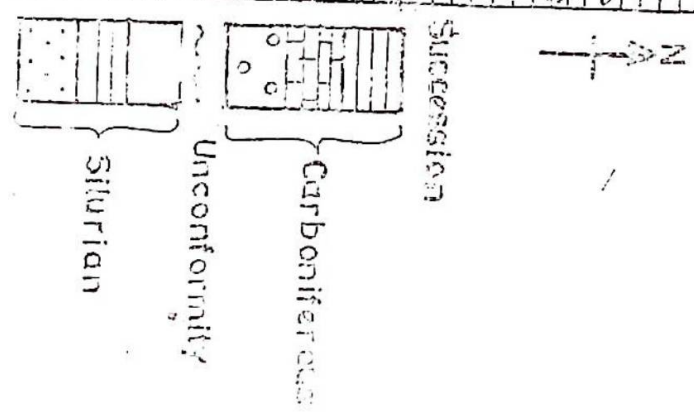 N
Succession
Carboniferous
Unconformity
Silurian